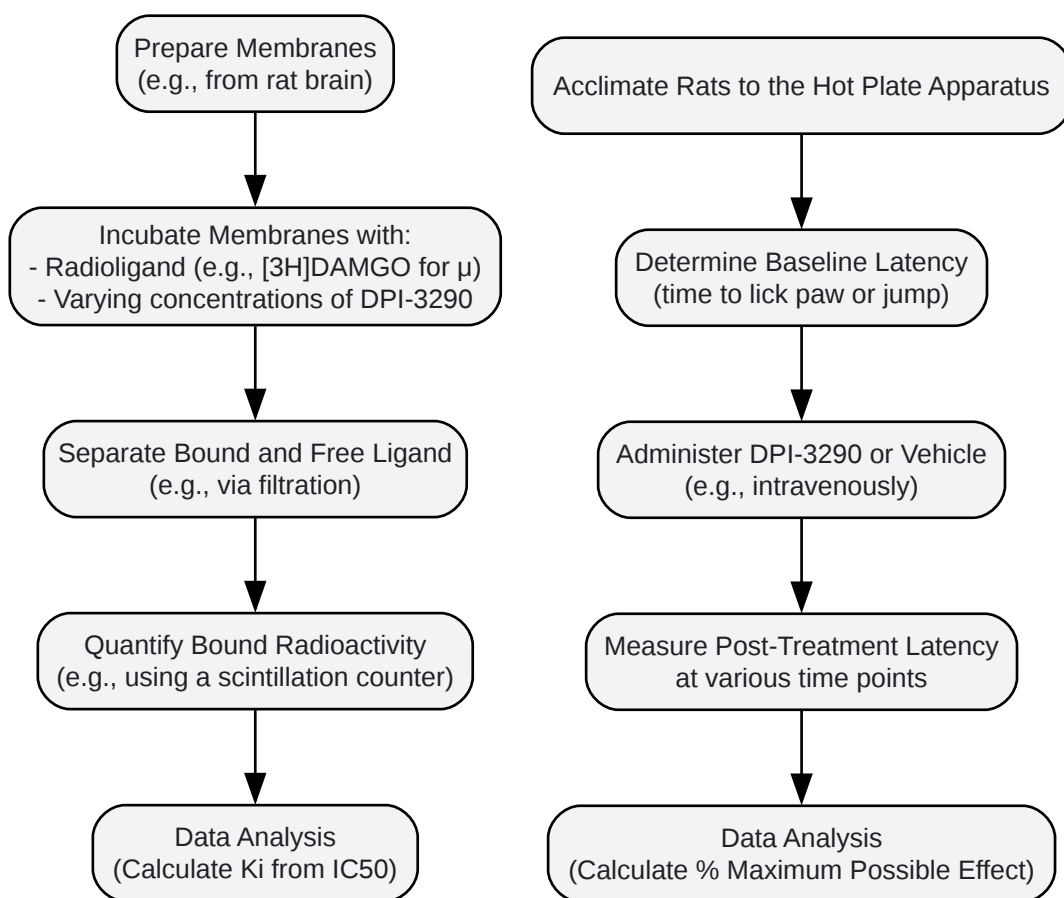 Prepare Membranes
(e.g., from rat brain)
Incubate Membranes with:
- Radioligand (e.g., [3H]DAMGO for μ)
- Varying concentrations of DPI-3290
Separate Bound and Free Ligand
(e.g., via filtration)
Quantify Bound Radioactivity
(e.g., using a scintillation counter)
Data Analysis
(Calculate Ki from IC50)
Acclimate Rats to the Hot Plate Apparatus
Determine Baseline Latency
(time to lick paw or jump)
Administer DPI-3290 or Vehicle
(e.g., intravenously)
Measure Post-Treatment Latency
at various time points
Data Analysis
(Calculate % Maximum Possible Effect)